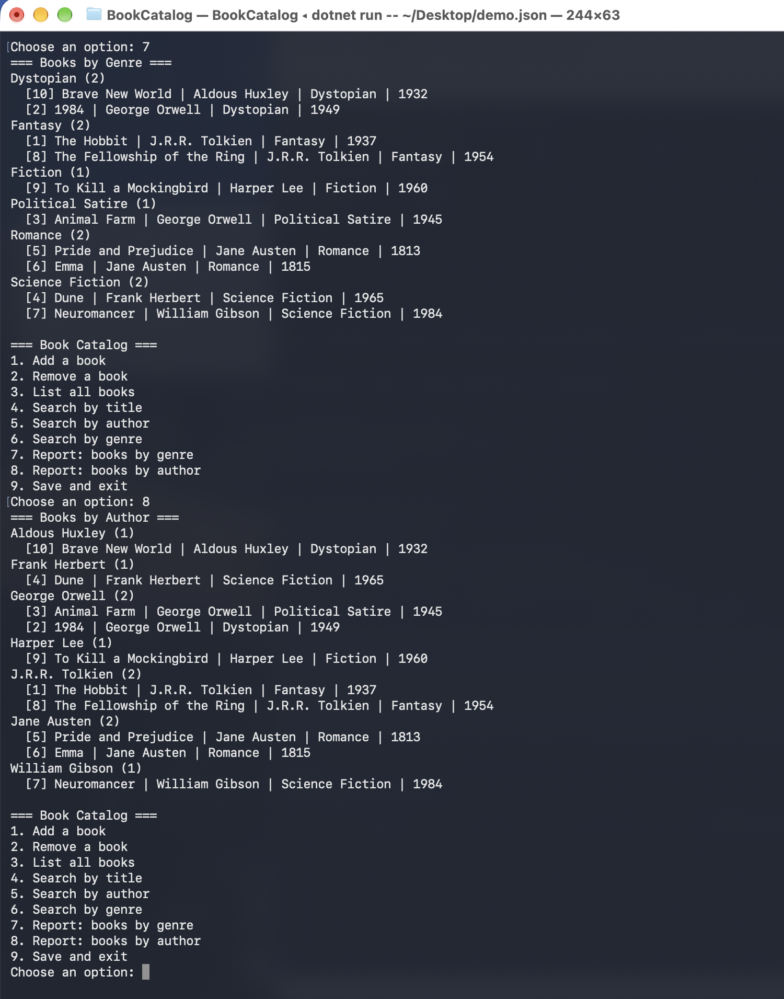 BookCatalog — BookCatalog ◂ dotnet run -- ~/Desktop/demo.json — 244×63
[Choose an option: 7
=== Books by Genre ===
Dystopian (2)
  [10] Brave New World | Aldous Huxley | Dystopian | 1932
  [2] 1984 | George Orwell | Dystopian | 1949
Fantasy (2)
  [1] The Hobbit | J.R.R. Tolkien | Fantasy | 1937
  [8] The Fellowship of the Ring | J.R.R. Tolkien | Fantasy | 1954
Fiction (1)
  [9] To Kill a Mockingbird | Harper Lee | Fiction | 1960
Political Satire (1)
  [3] Animal Farm | George Orwell | Political Satire | 1945
Romance (2)
  [5] Pride and Prejudice | Jane Austen | Romance | 1813
  [6] Emma | Jane Austen | Romance | 1815
Science Fiction (2)
  [4] Dune | Frank Herbert | Science Fiction | 1965
  [7] Neuromancer | William Gibson | Science Fiction | 1984

=== Book Catalog ===
1. Add a book
2. Remove a book
3. List all books
4. Search by title
5. Search by author
6. Search by genre
7. Report: books by genre
8. Report: books by author
9. Save and exit
[Choose an option: 8
=== Books by Author ===
Aldous Huxley (1)
  [10] Brave New World | Aldous Huxley | Dystopian | 1932
Frank Herbert (1)
  [4] Dune | Frank Herbert | Science Fiction | 1965
George Orwell (2)
  [3] Animal Farm | George Orwell | Political Satire | 1945
  [2] 1984 | George Orwell | Dystopian | 1949
Harper Lee (1)
  [9] To Kill a Mockingbird | Harper Lee | Fiction | 1960
J.R.R. Tolkien (2)
  [1] The Hobbit | J.R.R. Tolkien | Fantasy | 1937
  [8] The Fellowship of the Ring | J.R.R. Tolkien | Fantasy | 1954
Jane Austen (2)
  [5] Pride and Prejudice | Jane Austen | Romance | 1813
  [6] Emma | Jane Austen | Romance | 1815
William Gibson (1)
  [7] Neuromancer | William Gibson | Science Fiction | 1984

=== Book Catalog ===
1. Add a book
2. Remove a book
3. List all books
4. Search by title
5. Search by author
6. Search by genre
7. Report: books by genre
8. Report: books by author
9. Save and exit
Choose an option: